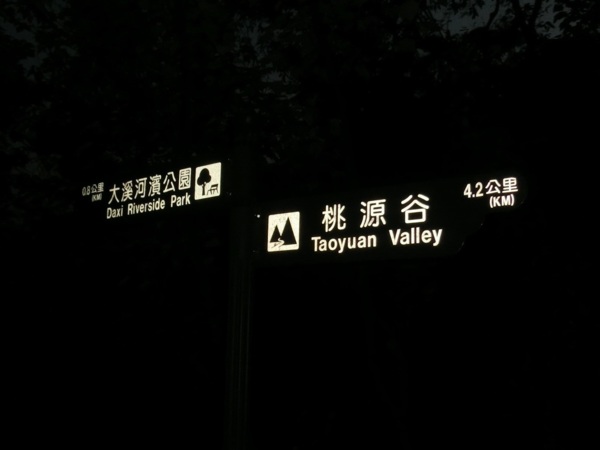 0.8公里
(KM)
大溪河濱公園
Daxi Riverside Park
桃源谷
Taoyuan Valley
4.2公里
(KM)